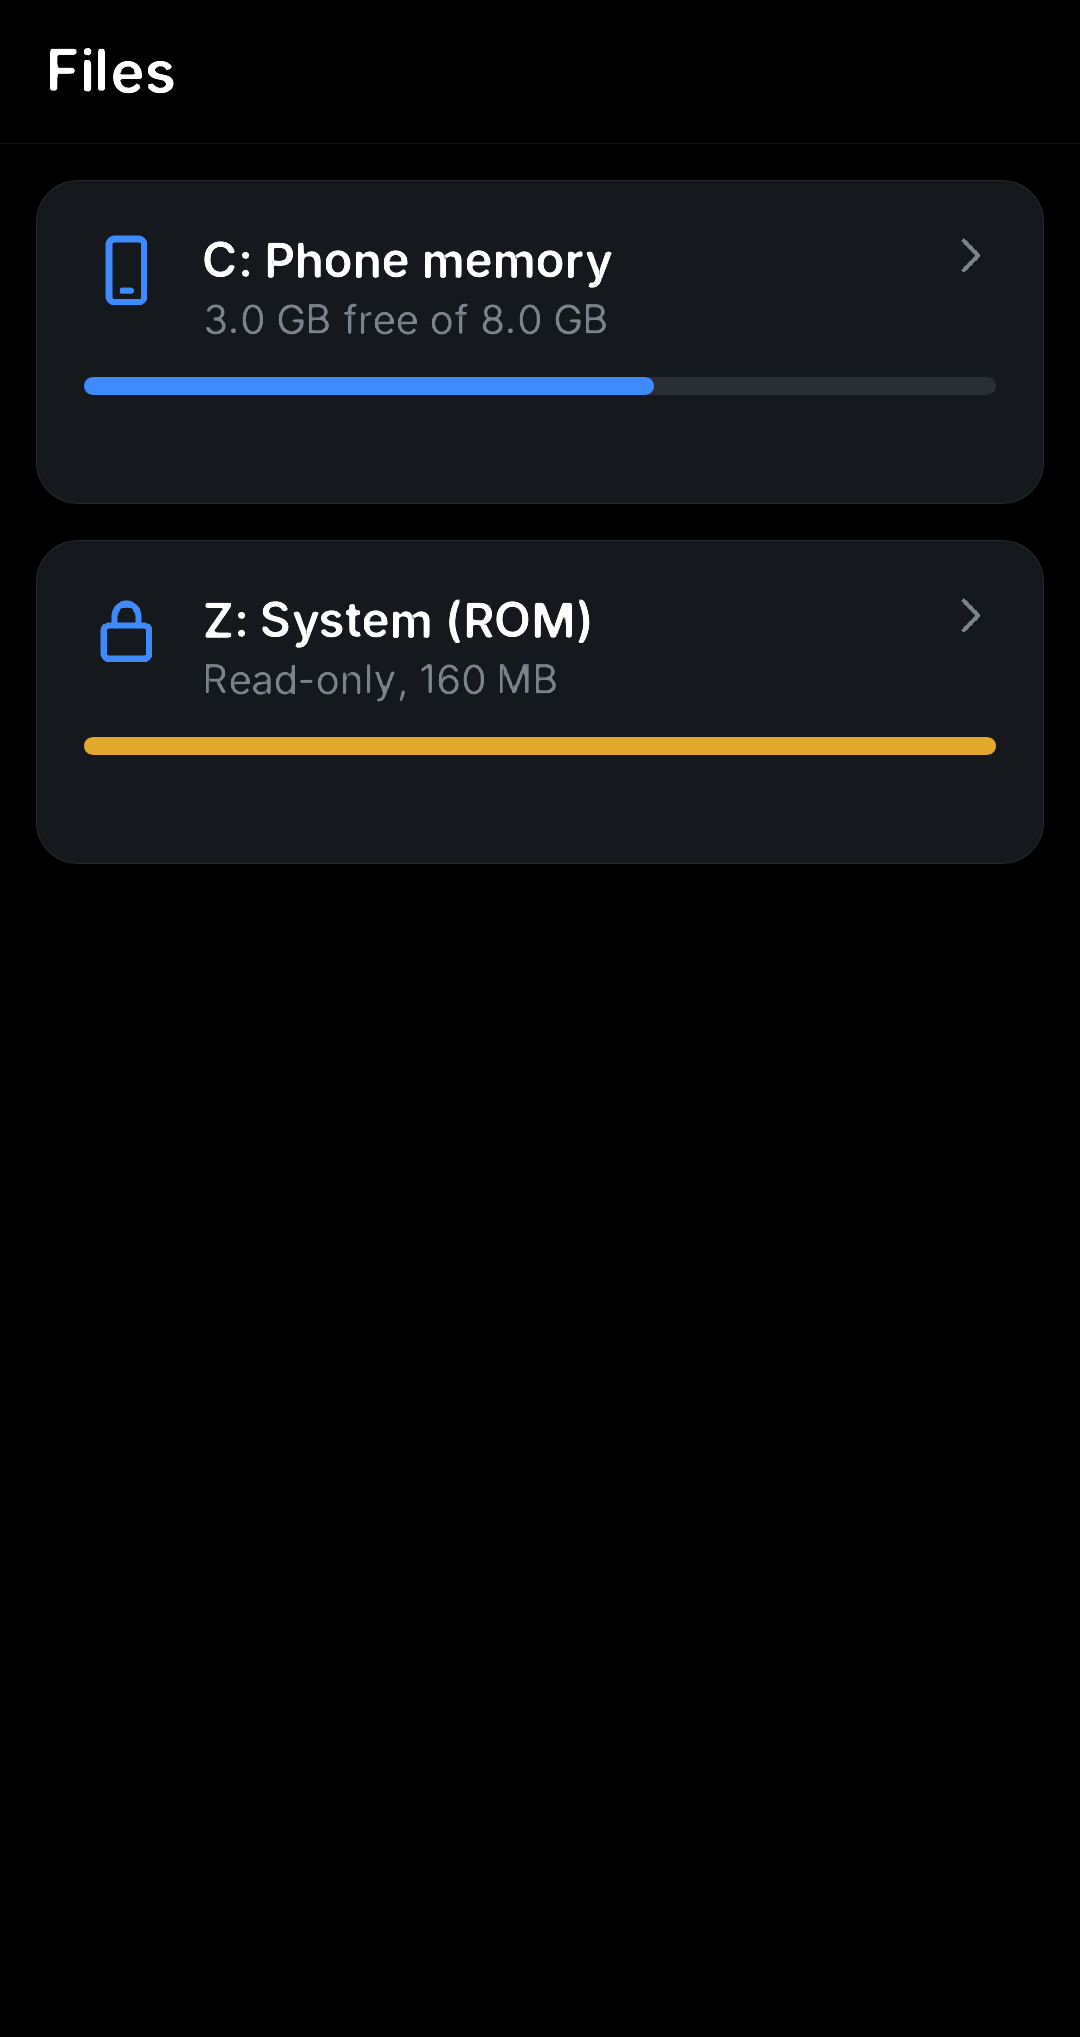 Files
C: Phone memory
3.0 GB free of 8.0 GB
Z: System (ROM)
Read-only, 160 MB